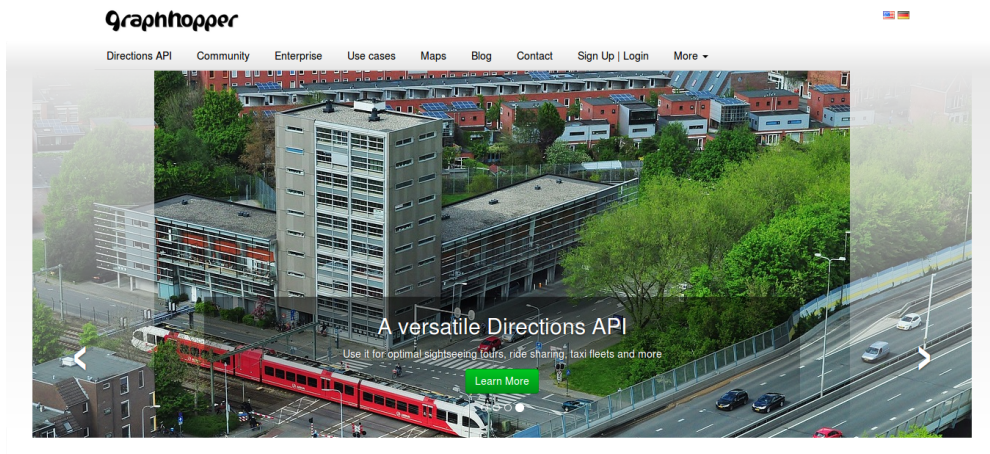 graphhopper
Directions API Community Enterprise Use cases Maps Blog Contact Sign Up | Login More
A versatile Directions API
Use it for optimal sightseeing tours, ride sharing, taxi fleets and more
Learn More